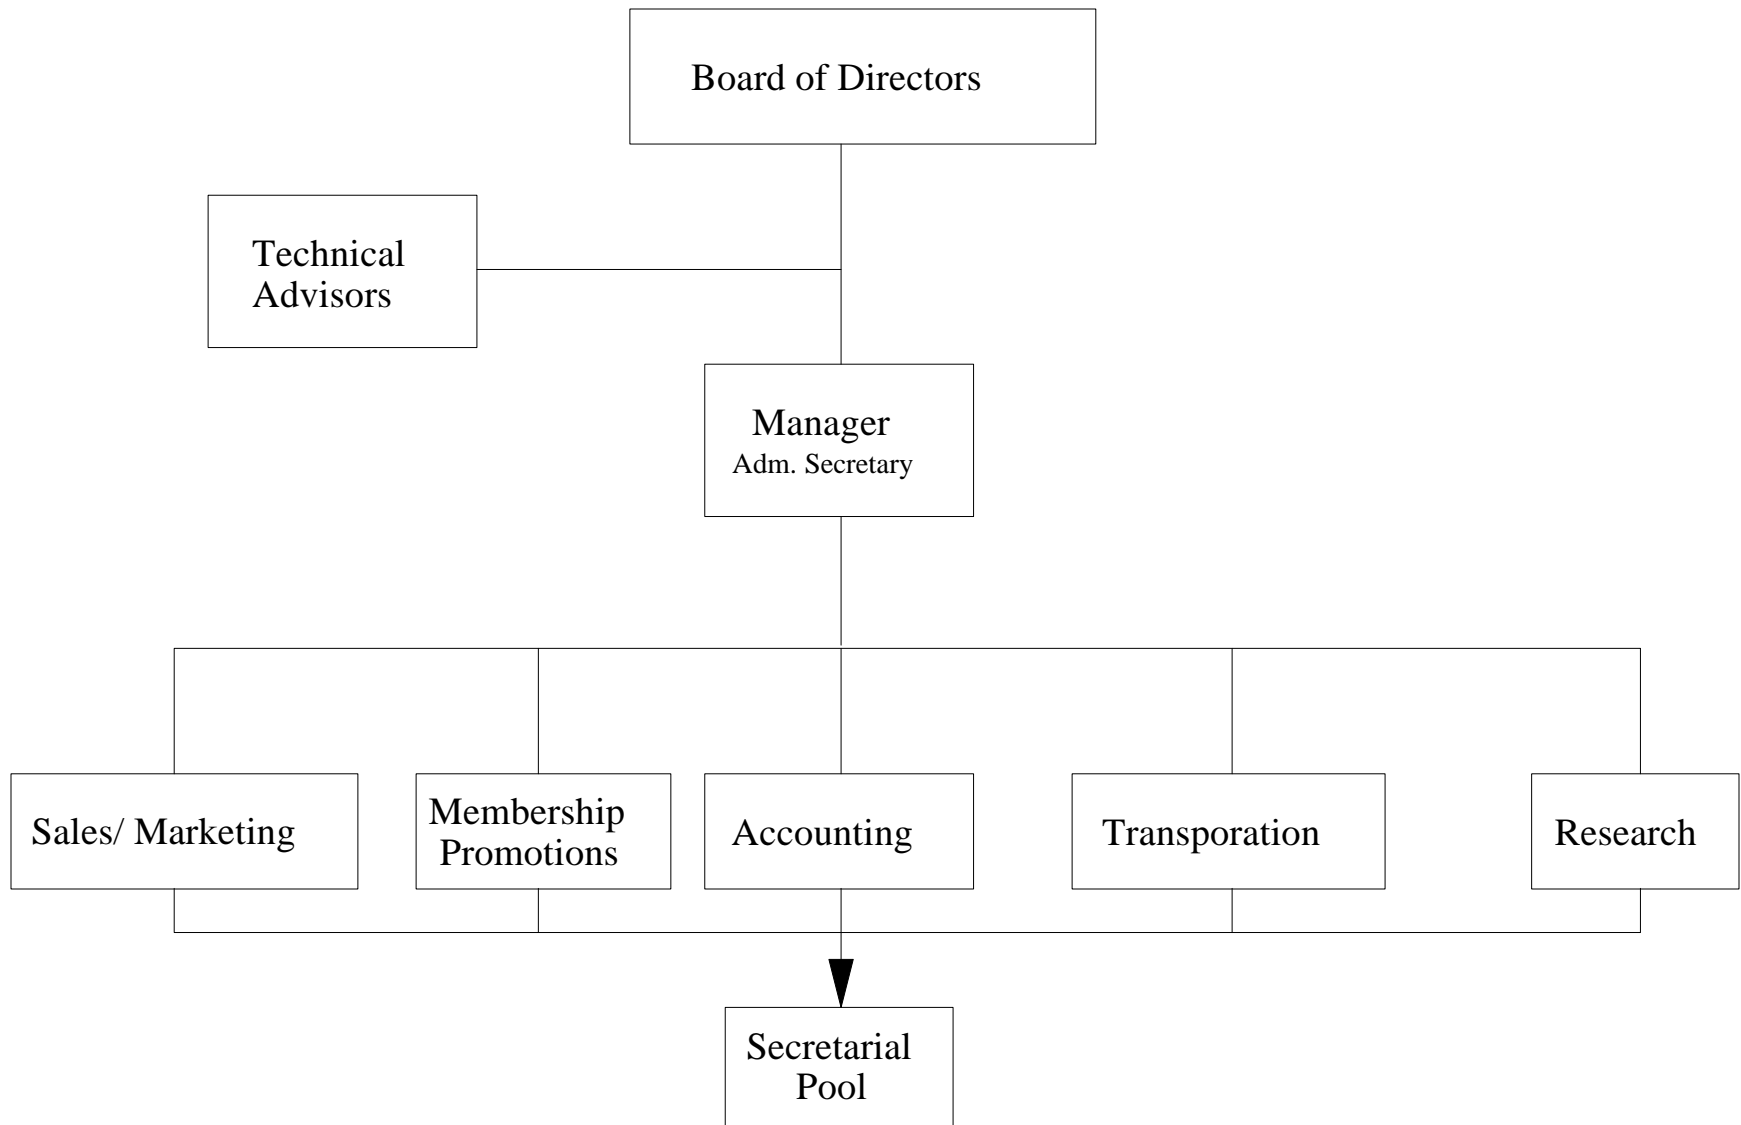 Board of Directors
Technical
Advisors
Manager
Adm. Secretary
Sales/ Marketing
Membership
Promotions
Accounting
Transporation
Research
Secretarial
Pool